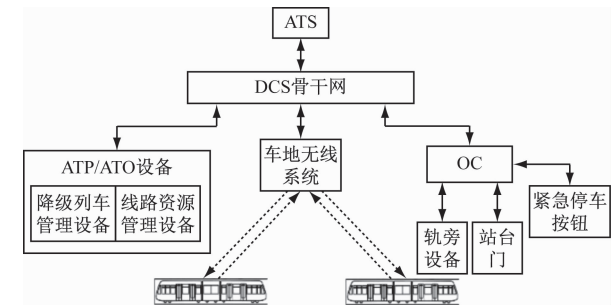 ATS
DCS骨干网
ATP/ATO设备
降级列车
管理设备
线路资源
管理设备
车地无线
系统
OC
轨旁
设备
站台
门
紧急停车
按钮